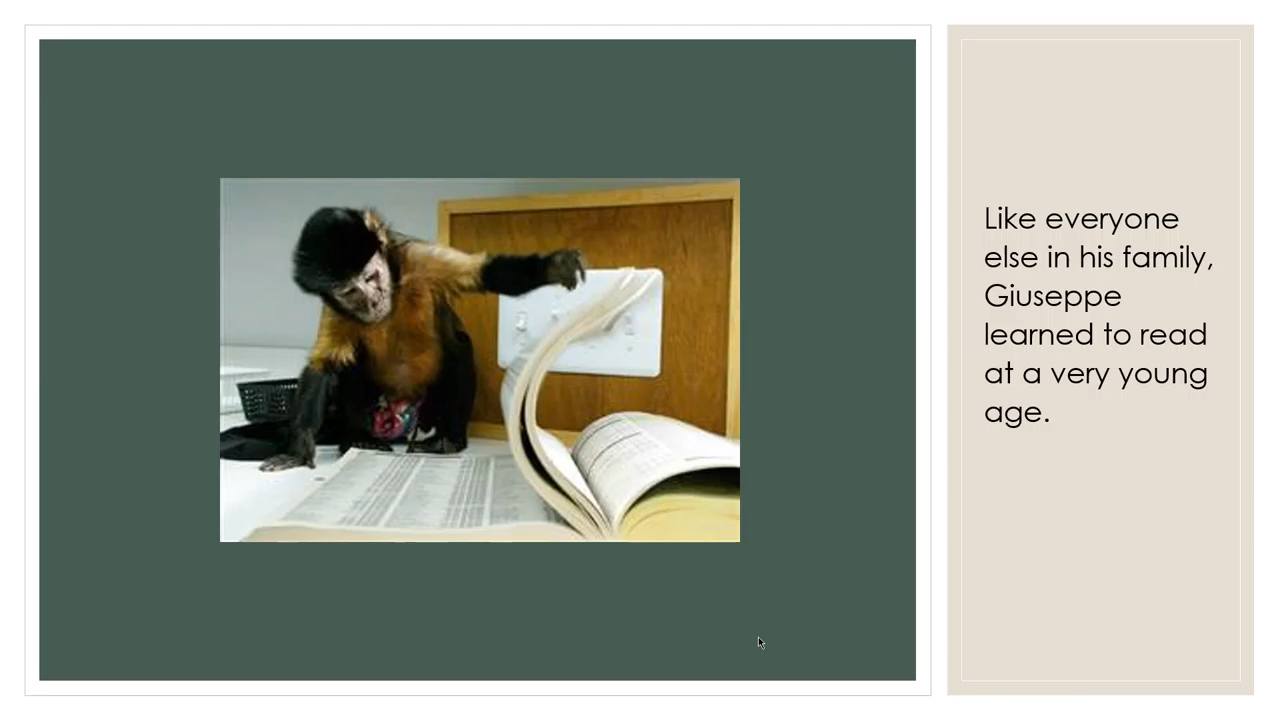 Like everyone
else in his family,
Giuseppe
learned to read
at a very young
age.